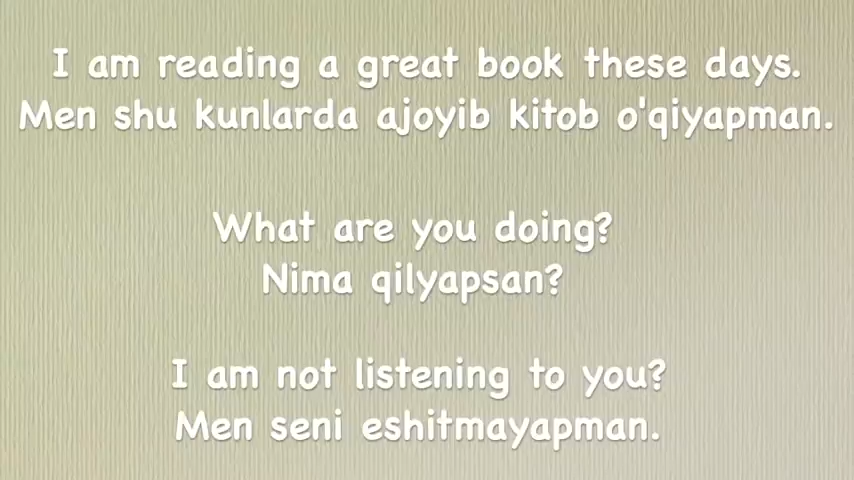 I am reading a great book these days.
Men shu kunlarda ajoyib kitob o'qiyapman.
What are you doing?
Nima qilyapsan?
I am not listening to you?
Men seni eshitmayapman.